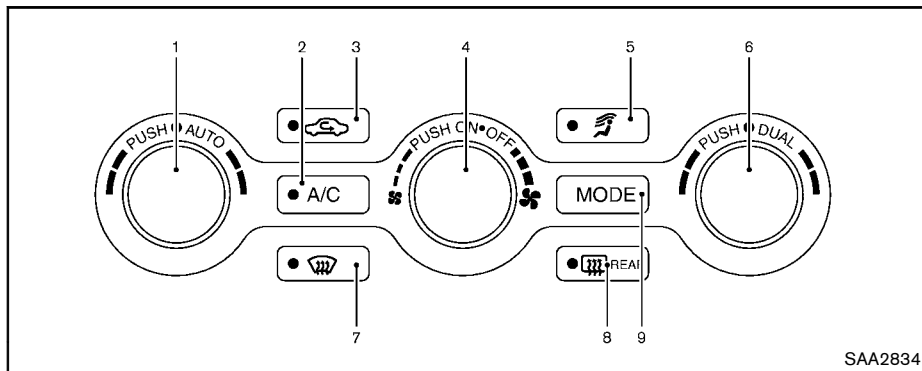 1 2 3 4 5 6
PUSH AUTO
PUSH ON•OFF
PUSH DUAL
A/C
MODE
REAR
7 8 9
SAA2834